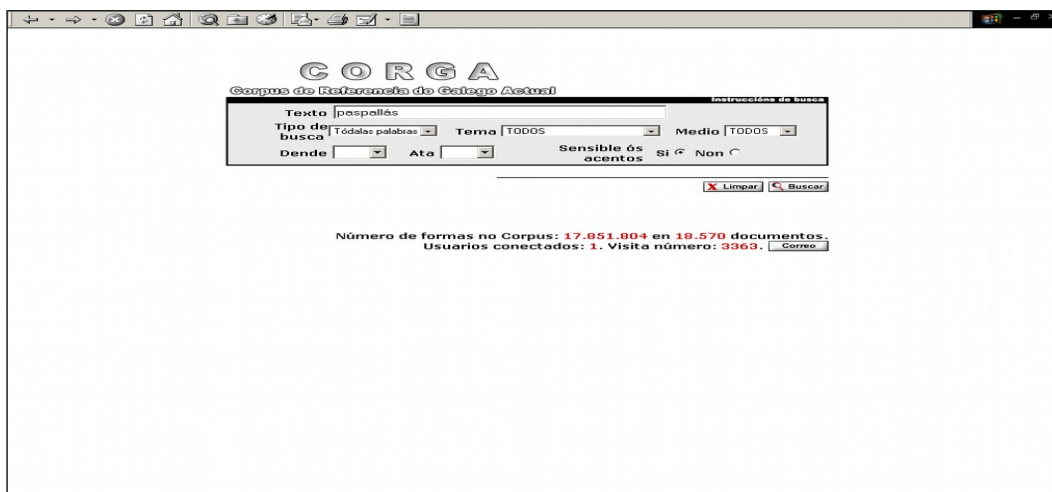 CORGA
Corpus de Referencia do Galego Actual
Instruccións de busca
Texto paspallás
Tipo de busca Tódalas palabras Tema TODOS Medio TODOS
Dende Ata Sensible ós acentos Si Non
Limpar Buscar
Número de formas no Corpus: 17.851.804 en 18.570 documentos.
Usuarios conectados: 1. Visita número: 3363. Correo